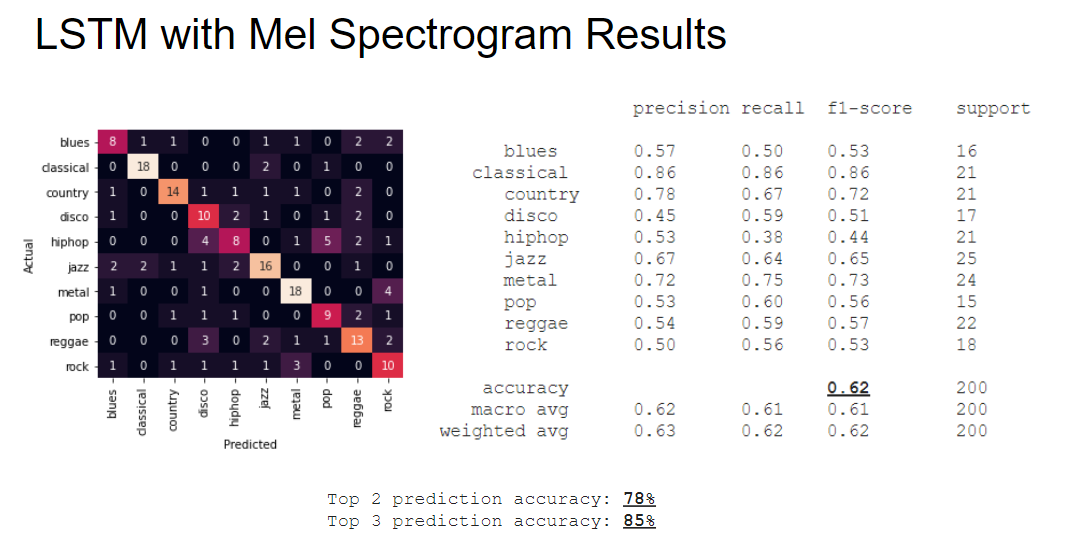 LSTM with Mel Spectrogram Results
blues 8 1 1 0 0 1 1 0 2 2
classical 0 18 0 0 0 2 0 1 0 0
country 1 0 14 1 1 1 1 0 2 0
disco 1 0 0 10 2 1 0 1 2 0
hiphop 0 0 0 4 8 0 1 5 2 1
jazz 2 2 1 1 2 16 0 0 1 0
metal 1 0 0 1 0 0 18 0 0 4
pop 0 0 1 1 1 0 0 9 2 1
reggae 0 0 0 3 0 2 1 1 13 2
rock 1 0 1 1 1 1 3 0 0 10
Actual
blues classical country disco hiphop jazz metal pop reggae rock
Predicted
precision recall f1-score support
blues 0.57 0.50 0.53 16
classical 0.86 0.86 0.86 21
country 0.78 0.67 0.72 21
disco 0.45 0.59 0.51 17
hiphop 0.53 0.38 0.44 21
jazz 0.67 0.64 0.65 25
metal 0.72 0.75 0.73 24
pop 0.53 0.60 0.56 15
reggae 0.54 0.59 0.57 22
rock 0.50 0.56 0.53 18
accuracy 0.62 200
macro avg 0.62 0.61 0.61 200
weighted avg 0.63 0.62 0.62 200
Top 2 prediction accuracy: 78%
Top 3 prediction accuracy: 85%